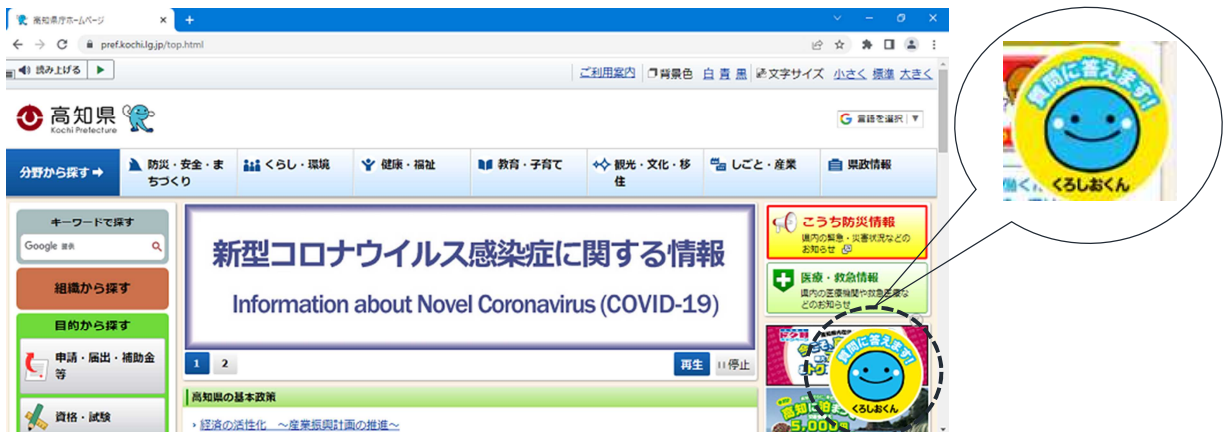 高知県庁ホームページ
pref.kochi.lg.jp/top.html
読み上げる
ご利用案内 背景色 白 青 黒 文字サイズ 小さく 標準 大きく
高知県
Kochi Prefecture
言語を選択
分野から探す
防災・安全・ま
ちづくり
くらし・環境
健康・福祉
教育・子育て
観光・文化・移
住
しごと・産業
県政情報
キーワードで探す
Google 提供
組織から探す
目的から探す
申請・届出・補助金
等
資格・試験
新型コロナウイルス感染症に関する情報
Information about Novel Coronavirus (COVID-19)
1 2
再生 停止
高知県の基本政策
経済の活性化 ~産業振興計画の推進~
こうち防災情報
県内の緊急・災害状況などの
お知らせ
医療・救急情報
県内の医療機関や救急医療な
どのお知らせ
質問に答えます!
くろしおくん
5,000
質問に答えます!
くろしおくん